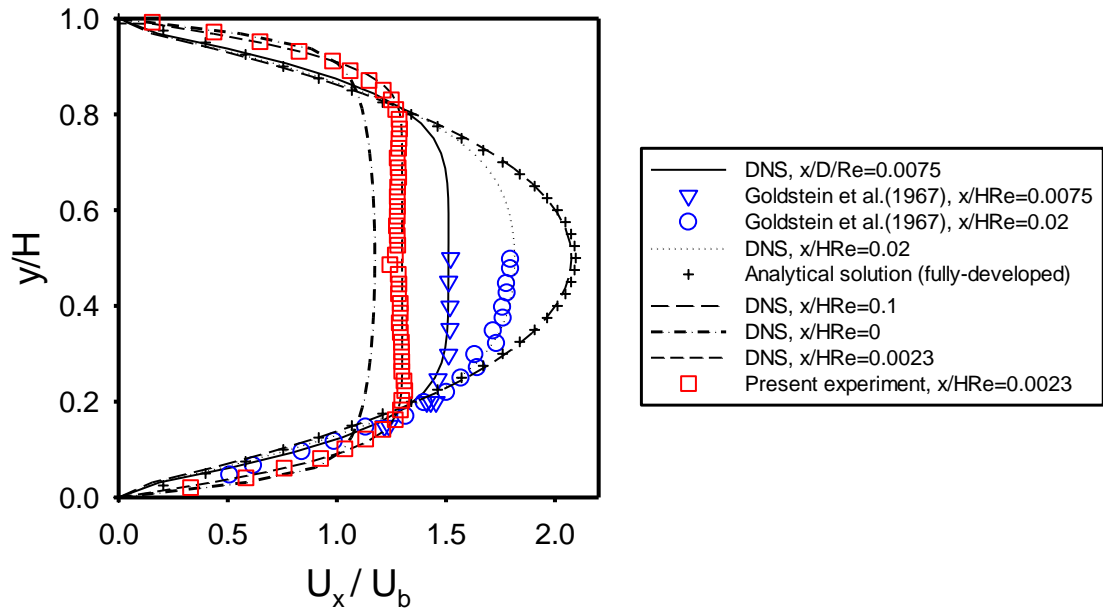 1.0
0.8
0.6
0.4
0.2
0.0
y/H
0.0 0.5 1.0 1.5 2.0
U_x / U_b
DNS, x/D/Re=0.0075
Goldstein et al.(1967), x/HRe=0.0075
Goldstein et al.(1967), x/HRe=0.02
DNS, x/HRe=0.02
Analytical solution (fully-developed)
DNS, x/HRe=0.1
DNS, x/HRe=0
DNS, x/HRe=0.0023
Present experiment, x/HRe=0.0023